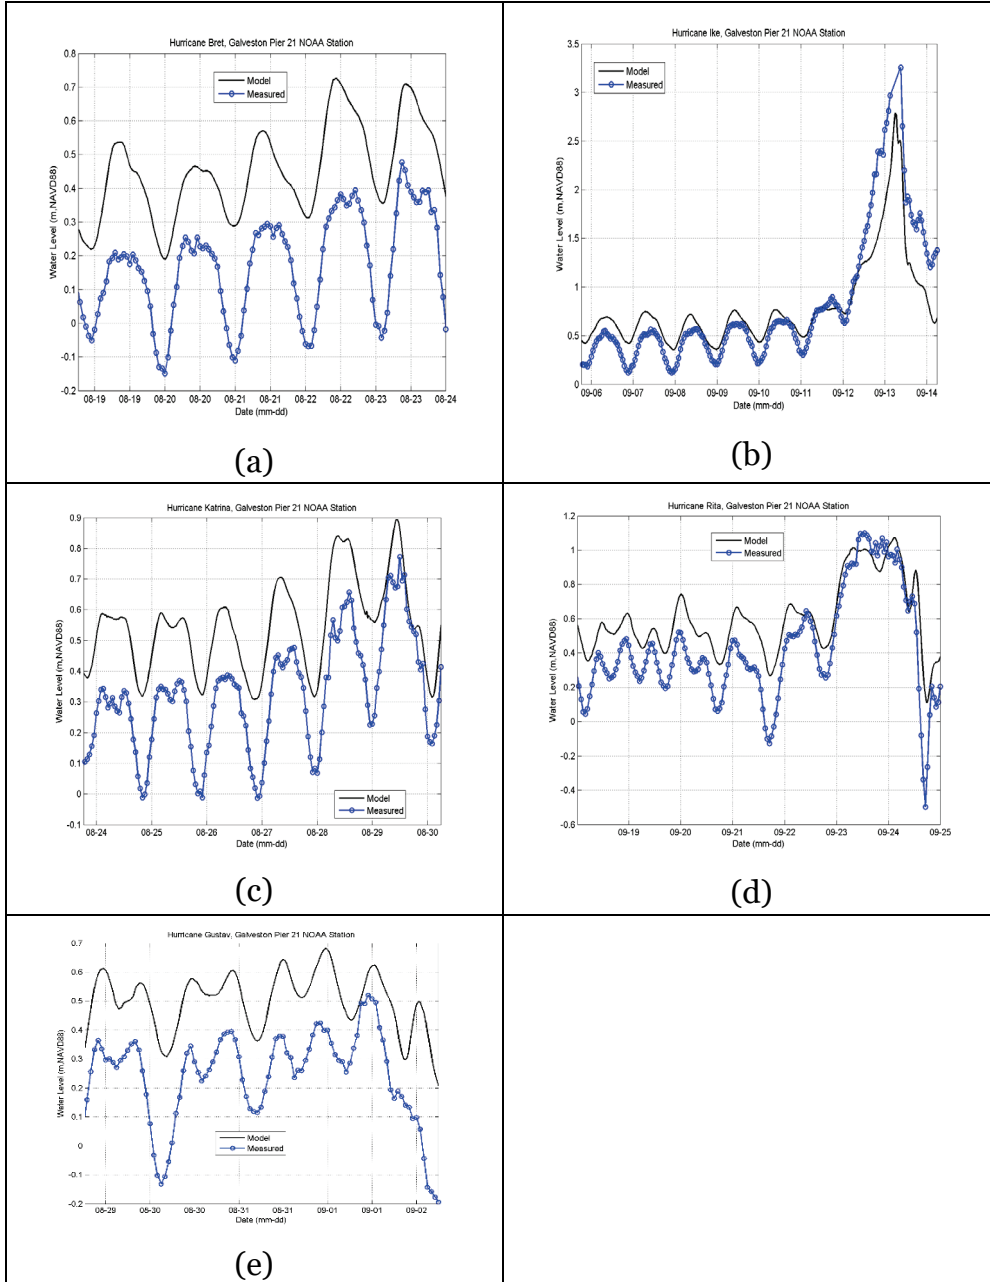 Hurricane Bret, Galveston Pier 21 NOAA Station
Model
Measured
Water Level (m,NAVD88)
0.8
0.7
0.6
0.5
0.4
0.3
0.2
0.1
0
-0.1
-0.2
08-19 08-19 08-20 08-20 08-21 08-21 08-22 08-22 08-23 08-23 08-24
Date (mm-dd)
(a)
Hurricane Ike, Galveston Pier 21 NOAA Station
Model
Measured
Water Level (m,NAVD88)
3.5
3
2.5
2
1.5
1
0.5
0
09-06 09-07 09-08 09-09 09-10 09-11 09-12 09-13 09-14
Date (mm-dd)
(b)
Hurricane Katrina, Galveston Pier 21 NOAA Station
Water Level (m,NAVD88)
0.9
0.8
0.7
0.6
0.5
0.4
0.3
0.2
0.1
0
-0.1
Model
Measured
08-24 08-25 08-26 08-27 08-28 08-29 08-30
Date (mm-dd)
(c)
Hurricane Rita, Galveston Pier 21 NOAA Station
Model
Measured
Water Level (m,NAVD88)
1.2
1
0.8
0.6
0.4
0.2
0
-0.2
-0.4
-0.6
09-19 09-20 09-21 09-22 09-23 09-24 09-25
Date (mm-dd)
(d)
Hurricane Gustav, Galveston Pier 21 NOAA Station
Water Level (m,NAVD88)
0.7
0.6
0.5
0.4
0.3
0.2
0.1
0
-0.1
-0.2
Model
Measured
08-29 08-30 08-30 08-31 08-31 09-01 09-01 09-02
Date (mm-dd)
(e)